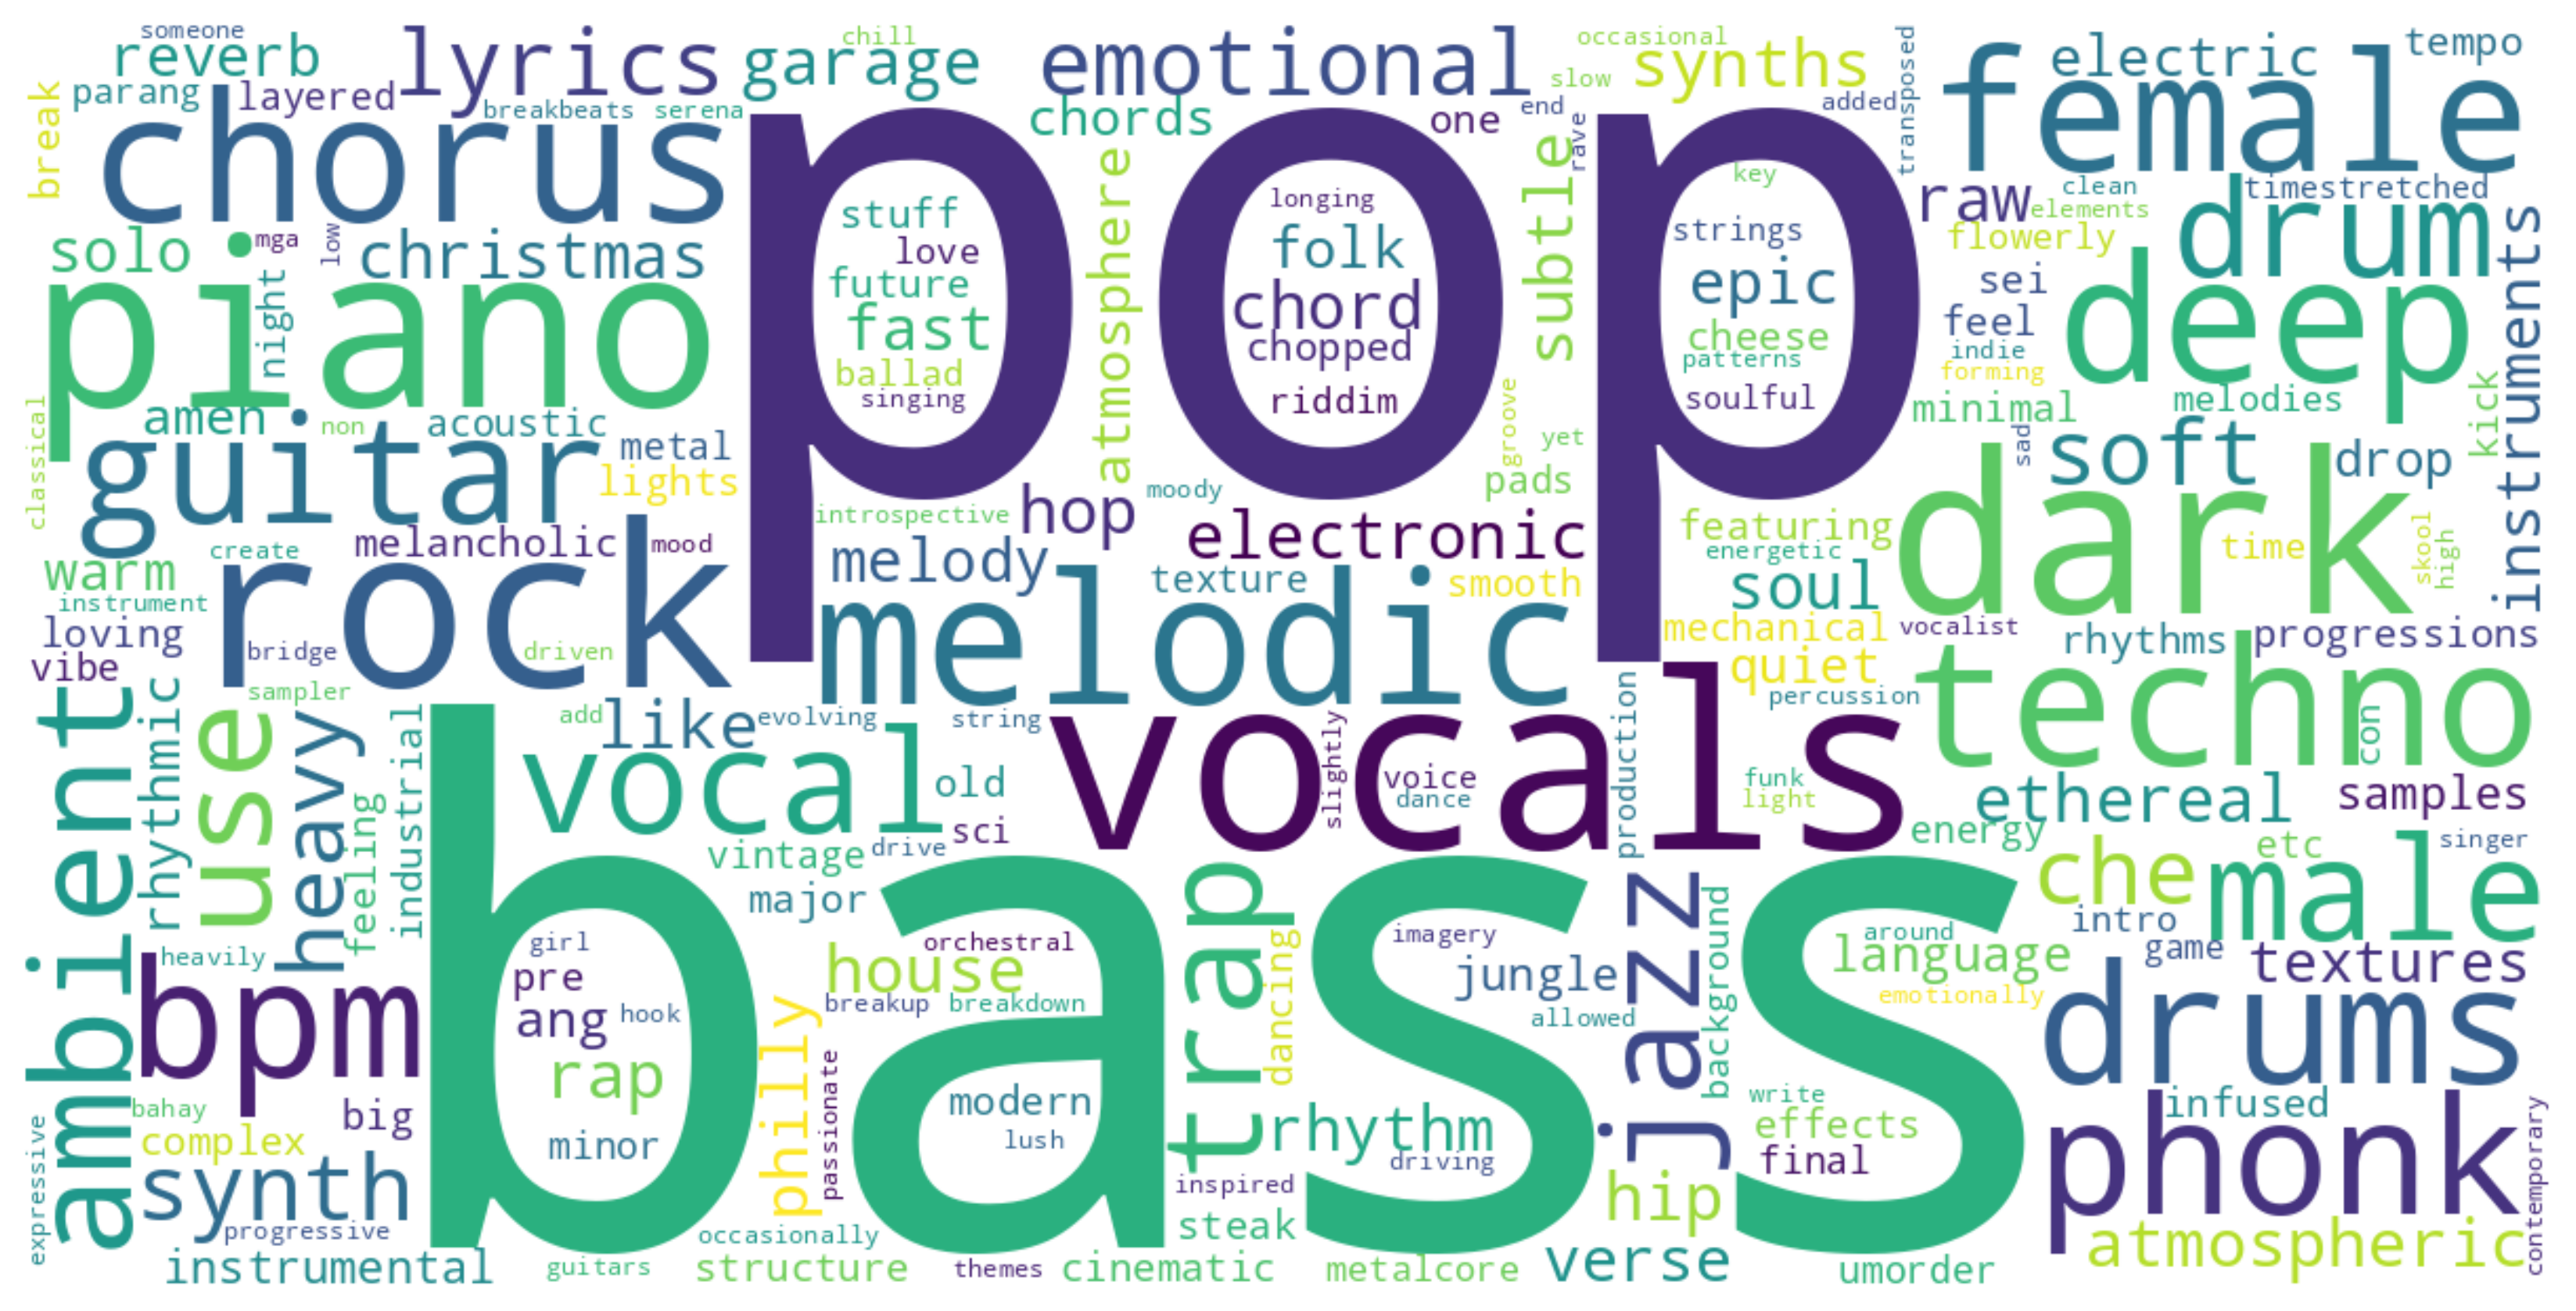 someone
reverb
lyrics
garage
chill
emotional
occasional
slow
synths
transposed
female
electric
tempo
break
parang
layered
chorus
breakbeats
serena
pop
chords
one
end
rave
added
atmosphere
subtle
key
raw
clean
elements
timestretched
drum
flowerly
instruments
solo
mga
low
christmas
piano
night
stuff
love
future
fast
ballad
singing
longing
folk
chord
chopped
riddim
strings
epic
cheese
patterns
soulful
sei
feel
indie
forming
deep
minimal
melodies
kick
classical
amen
non
acoustic
guitar
metal
lights
groove
yet
pads
sad
soft
drop
dark
introspective
hop
moody
electronic
featuring
energetic
create
melancholic
mood
rock
warm
instrument
melody
texture
smooth
soul
time
skool
high
melodic
loving
vibe
bridge
driven
mechanical
vocalist
quiet
rhythms
progressions
techno
ambient
rhythmic
sampler
use
heavy
feeling
industrial
add
like
evolving
string
vocals
production
percussion
con
vocal
old
sci
slightly
voice
dance
funk
light
ethereal
samples
vintage
drive
energy
bass
major
trap
jazz
che
etc
singer
male
heavily
bpm
girl
pre
ang
hook
rap
minor
house
orchestral
breakup
breakdown
philly
passionate
dancing
imagery
jungle
allowed
background
around
language
emotionally
intro
game
textures
drums
expressive
bahay
big
complex
synth
progressive
instrumental
modern
lush
rhythm
driving
inspired
steak
write
effects
final
hip
infused
phonk
contemporary
atmospheric
occasionally
guitars
structure
themes
cinematic
metalcore
verse
umorder